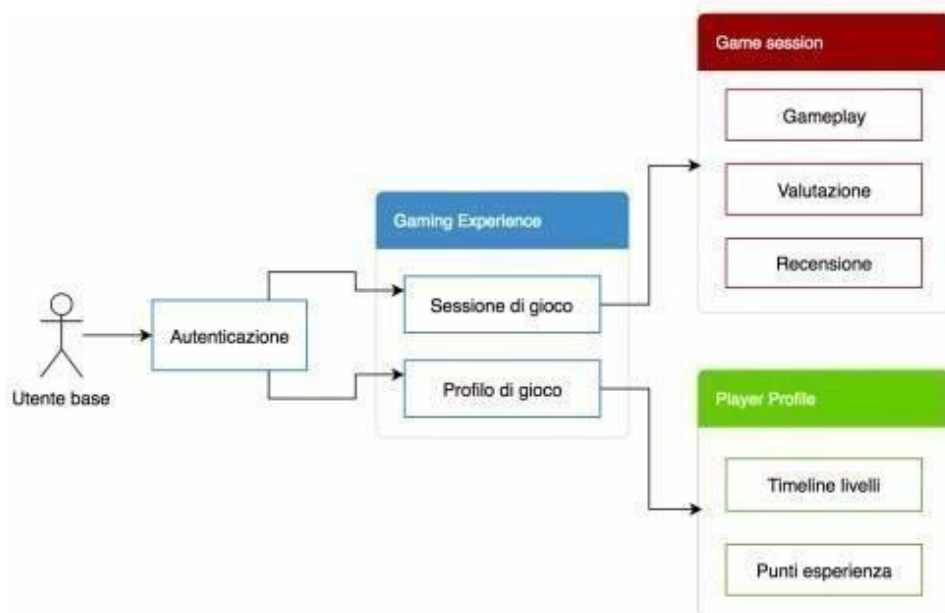 Game session
Gameplay
Valutazione
Recensione
Gaming Experience
Sessione di gioco
Profilo di gioco
Autenticazione
Utente base
Player Profile
Timeline livelli
Punti esperienza